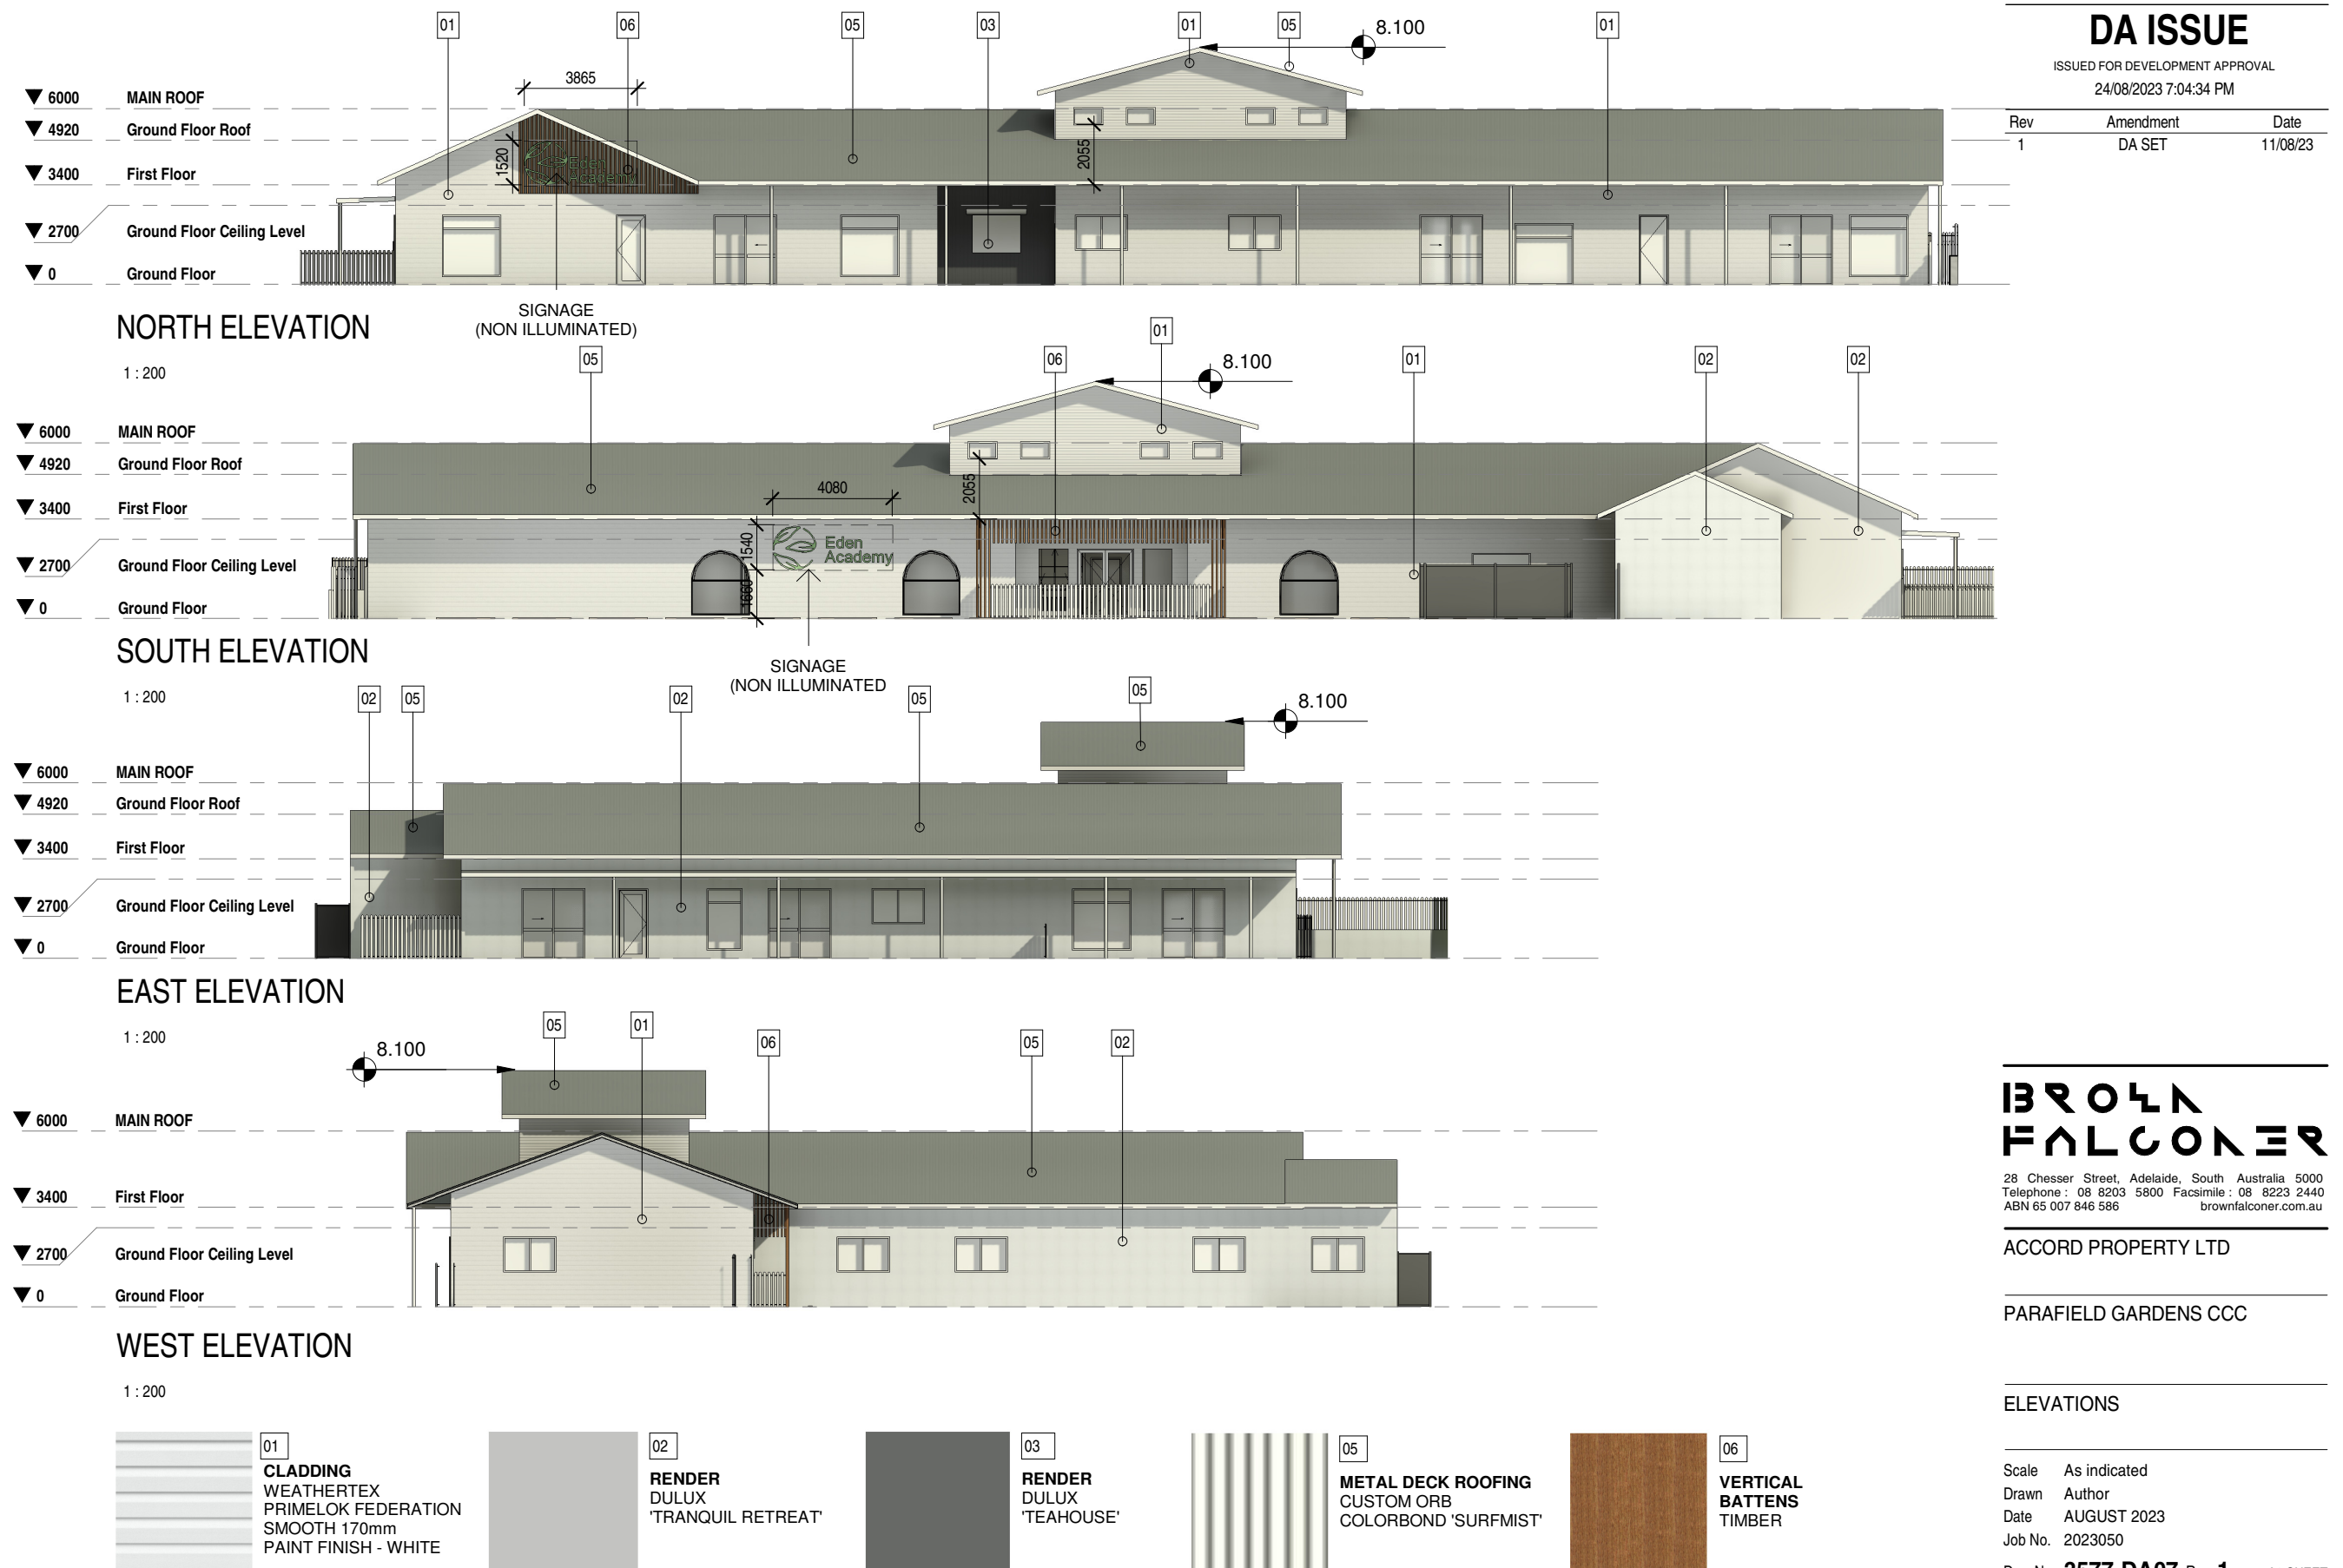 01
06
05
03
01
05
8.100
01
3865
6000 MAIN ROOF
4920 Ground Floor Roof
3400 First Floor
2700 Ground Floor Ceiling Level
0 Ground Floor
1520
Eden
Academy
2055
SIGNAGE
(NON ILLUMINATED)
NORTH ELEVATION
1 : 200
05
06
01
8.100
01
02
02
6000 MAIN ROOF
4920 Ground Floor Roof
3400 First Floor
2700 Ground Floor Ceiling Level
0 Ground Floor
4080
1540
Eden
Academy
2055
SIGNAGE
(NON ILLUMINATED
SOUTH ELEVATION
1 : 200
02
05
02
05
05
8.100
6000 MAIN ROOF
4920 Ground Floor Roof
3400 First Floor
2700 Ground Floor Ceiling Level
0 Ground Floor
EAST ELEVATION
1 : 200
8.100
05
01
06
05
02
6000 MAIN ROOF
3400 First Floor
2700 Ground Floor Ceiling Level
0 Ground Floor
WEST ELEVATION
1 : 200
01
CLADDING
WEATHERTEX
PRIMELOK FEDERATION
SMOOTH 170mm
PAINT FINISH - WHITE
02
RENDER
DULUX
'TRANQUIL RETREAT'
03
RENDER
DULUX
'TEAHOUSE'
05
METAL DECK ROOFING
CUSTOM ORB
COLORBOND 'SURFMIST'
06
VERTICAL
BATTENS
TIMBER
DA ISSUE
ISSUED FOR DEVELOPMENT APPROVAL
24/08/2023 7:04:34 PM
Rev Amendment Date
1 DA SET 11/08/23
BROWN
FALCONER
28 Chesser Street, Adelaide, South Australia 5000
Telephone : 08 8203 5800 Facsimile : 08 8223 2440
ABN 65 007 846 586 brownfalconer.com.au
ACCORD PROPERTY LTD
PARAFIELD GARDENS CCC
ELEVATIONS
Scale As indicated
Drawn Author
Date AUGUST 2023
Job No. 2023050
3577 DA07 1